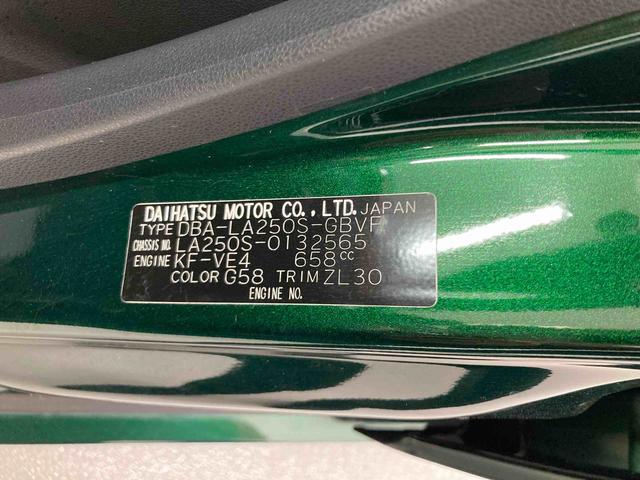 DAIHATSU MOTOR CO.,LTD. JAPAN
TYPE DBA-LA250S-GBVF
CHASSIS NO. LA250S-0132565
ENGINE KF-VE4 658cc
COLOR G58 TRIM ZL30
ENGINE NO.